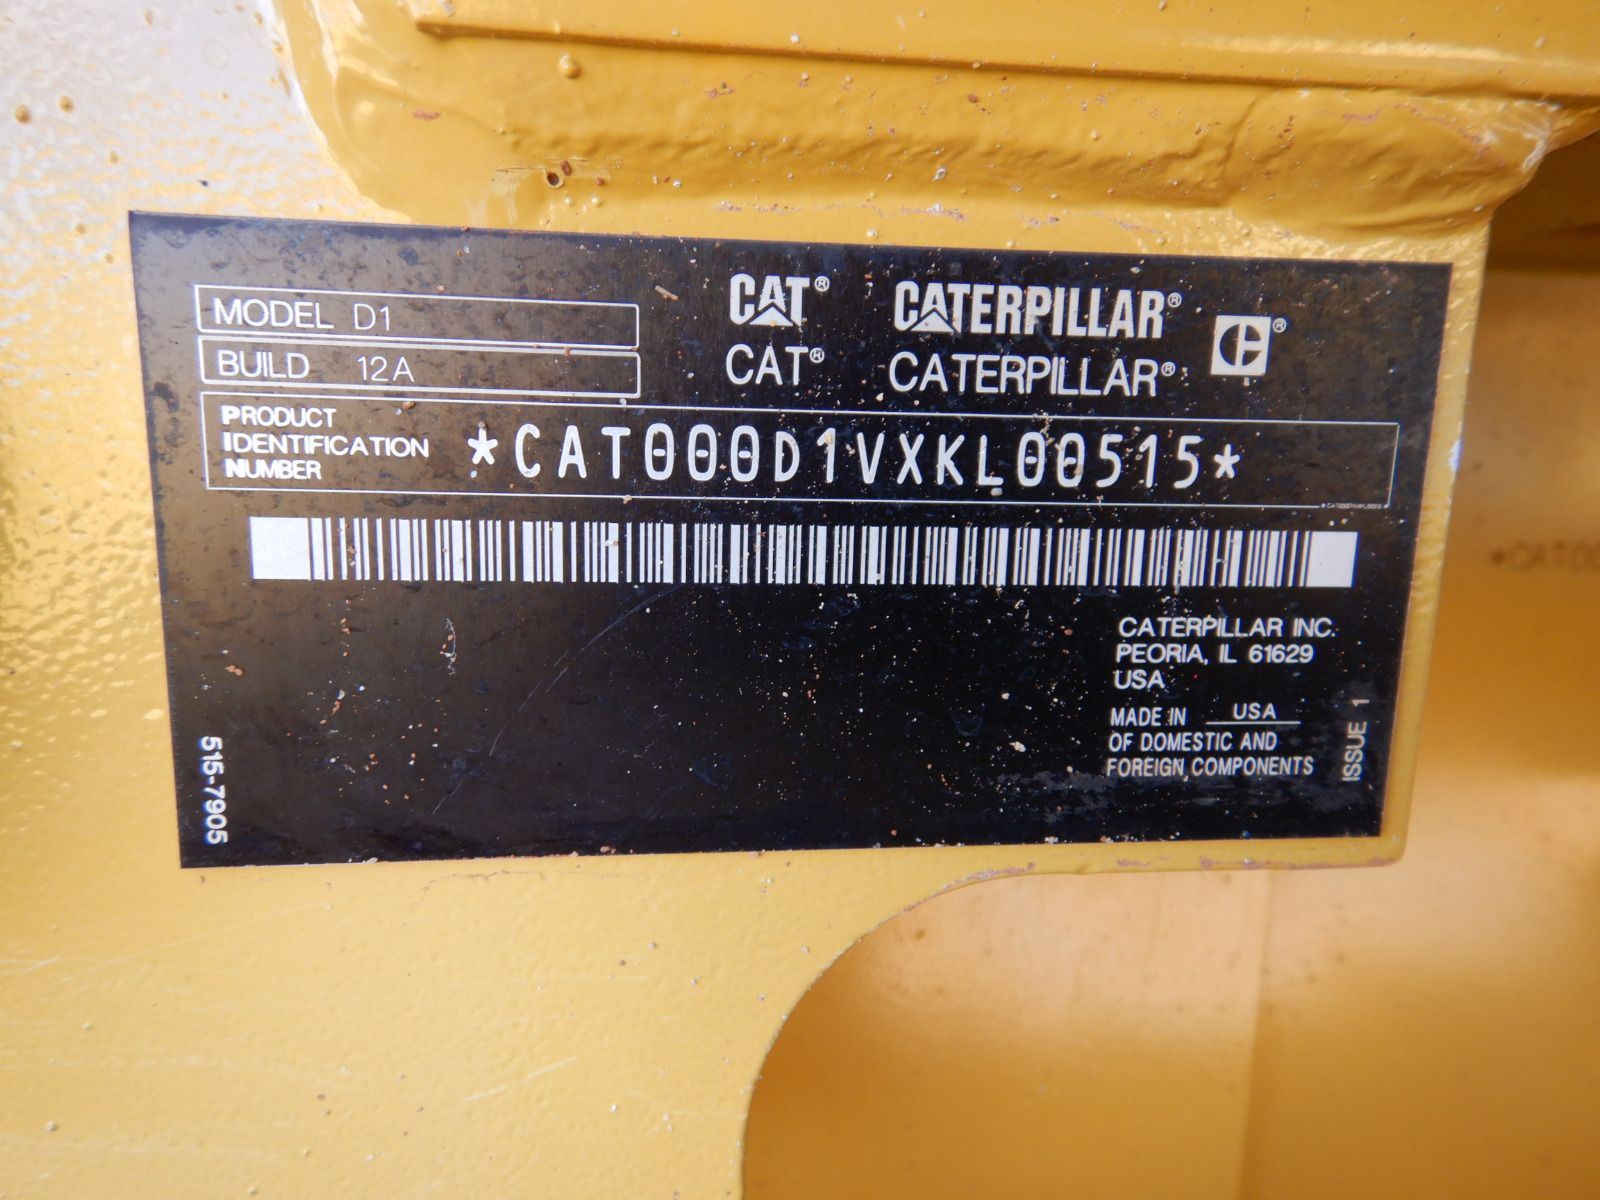 MODEL D1
BUILD 12A
CAT® CATERPILLAR® C®
CAT® CATERPILLAR®
PRODUCT
IDENTIFICATION
NUMBER
*CAT000D1VXKL00515*
CATERPILLAR INC.
PEORIA, IL 61629
USA
MADE IN USA
OF DOMESTIC AND
FOREIGN COMPONENTS
ISSUE 1
515-7905
*CAT00